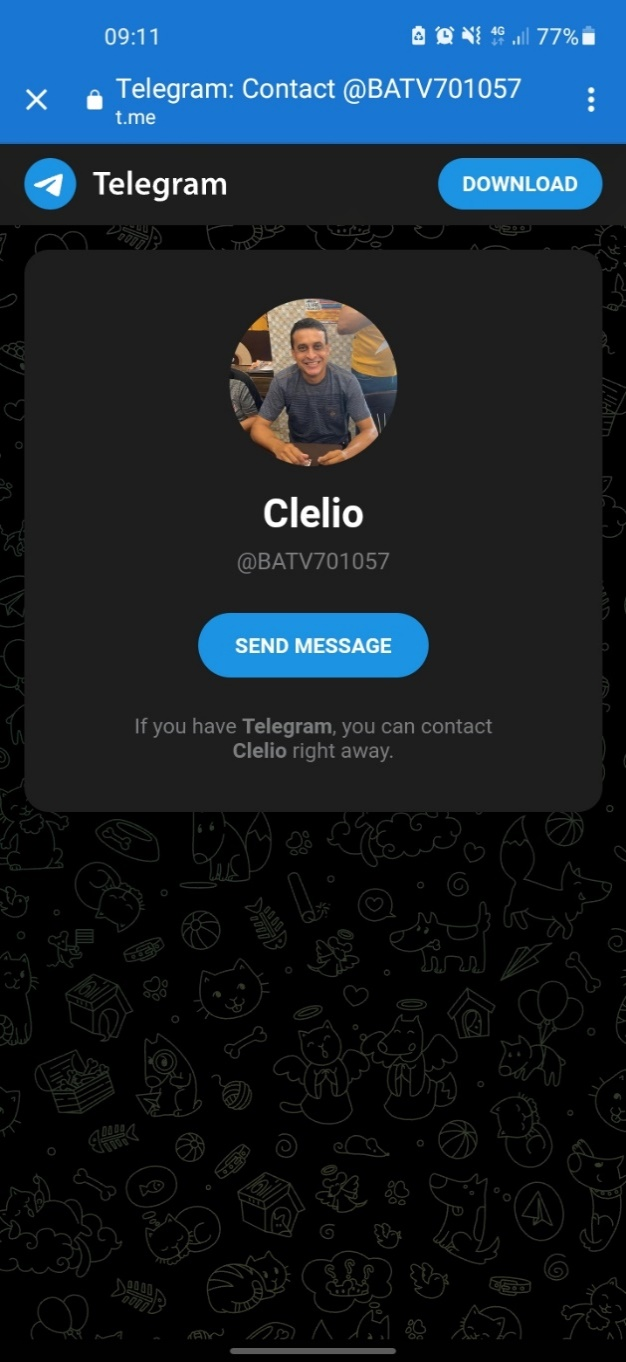 09:11
4G
77%
Telegram: Contact @BATV701057
t.me
Telegram
DOWNLOAD
Clelio
@BATV701057
SEND MESSAGE
If you have Telegram, you can contact
Clelio right away.